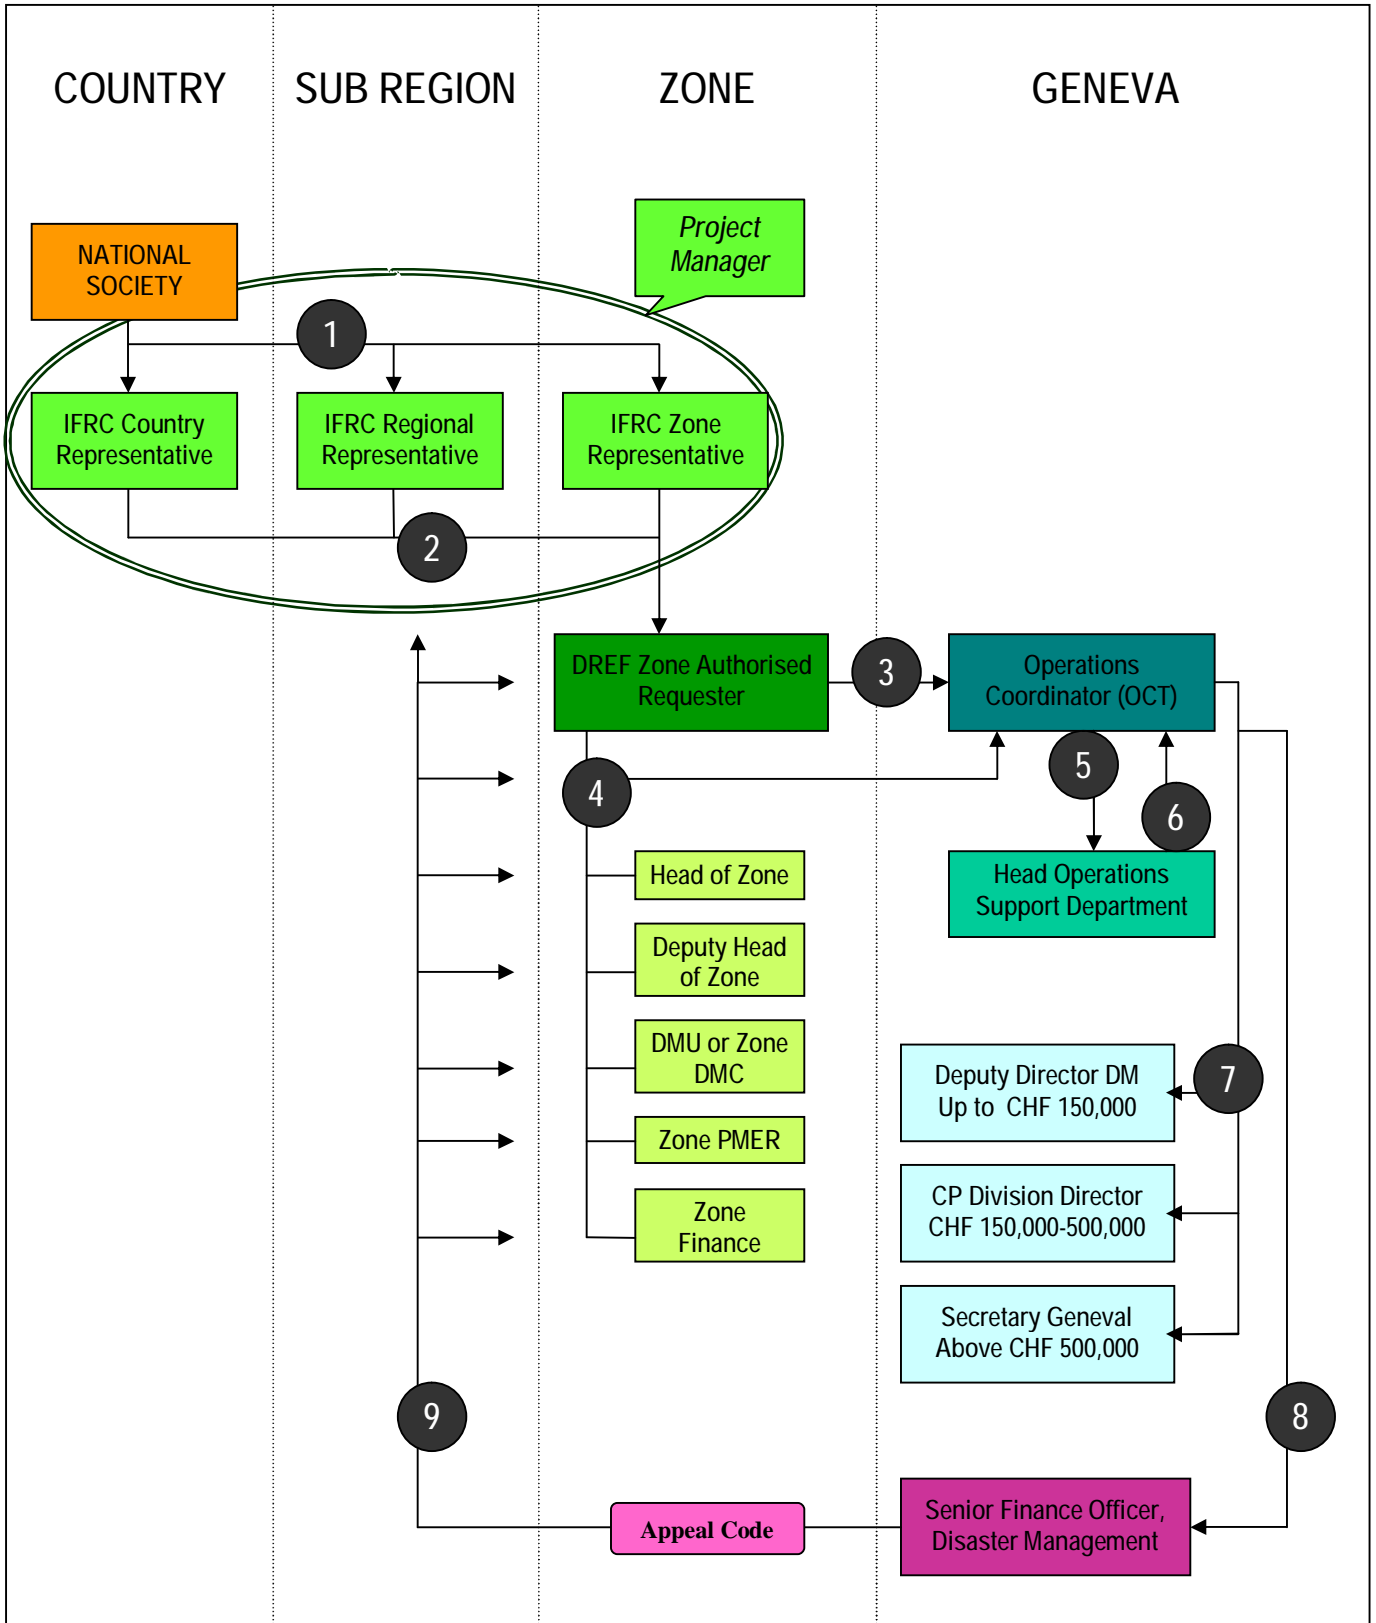 COUNTRY
SUB REGION
ZONE
GENEVA
NATIONAL
SOCIETY
Project
Manager
1
IFRC Country
Representative
IFRC Regional
Representative
IFRC Zone
Representative
2
DREF Zone Authorised
Requester
3
Operations
Coordinator (OCT)
4
5
6
Head of Zone
Head Operations
Support Department
Deputy Head
of Zone
DMU or Zone
DMC
Deputy Director DM
Up to CHF 150,000
7
Zone PMER
CP Division Director
CHF 150,000-500,000
Zone
Finance
Secretary Geneval
Above CHF 500,000
9
8
Appeal Code
Senior Finance Officer,
Disaster Management